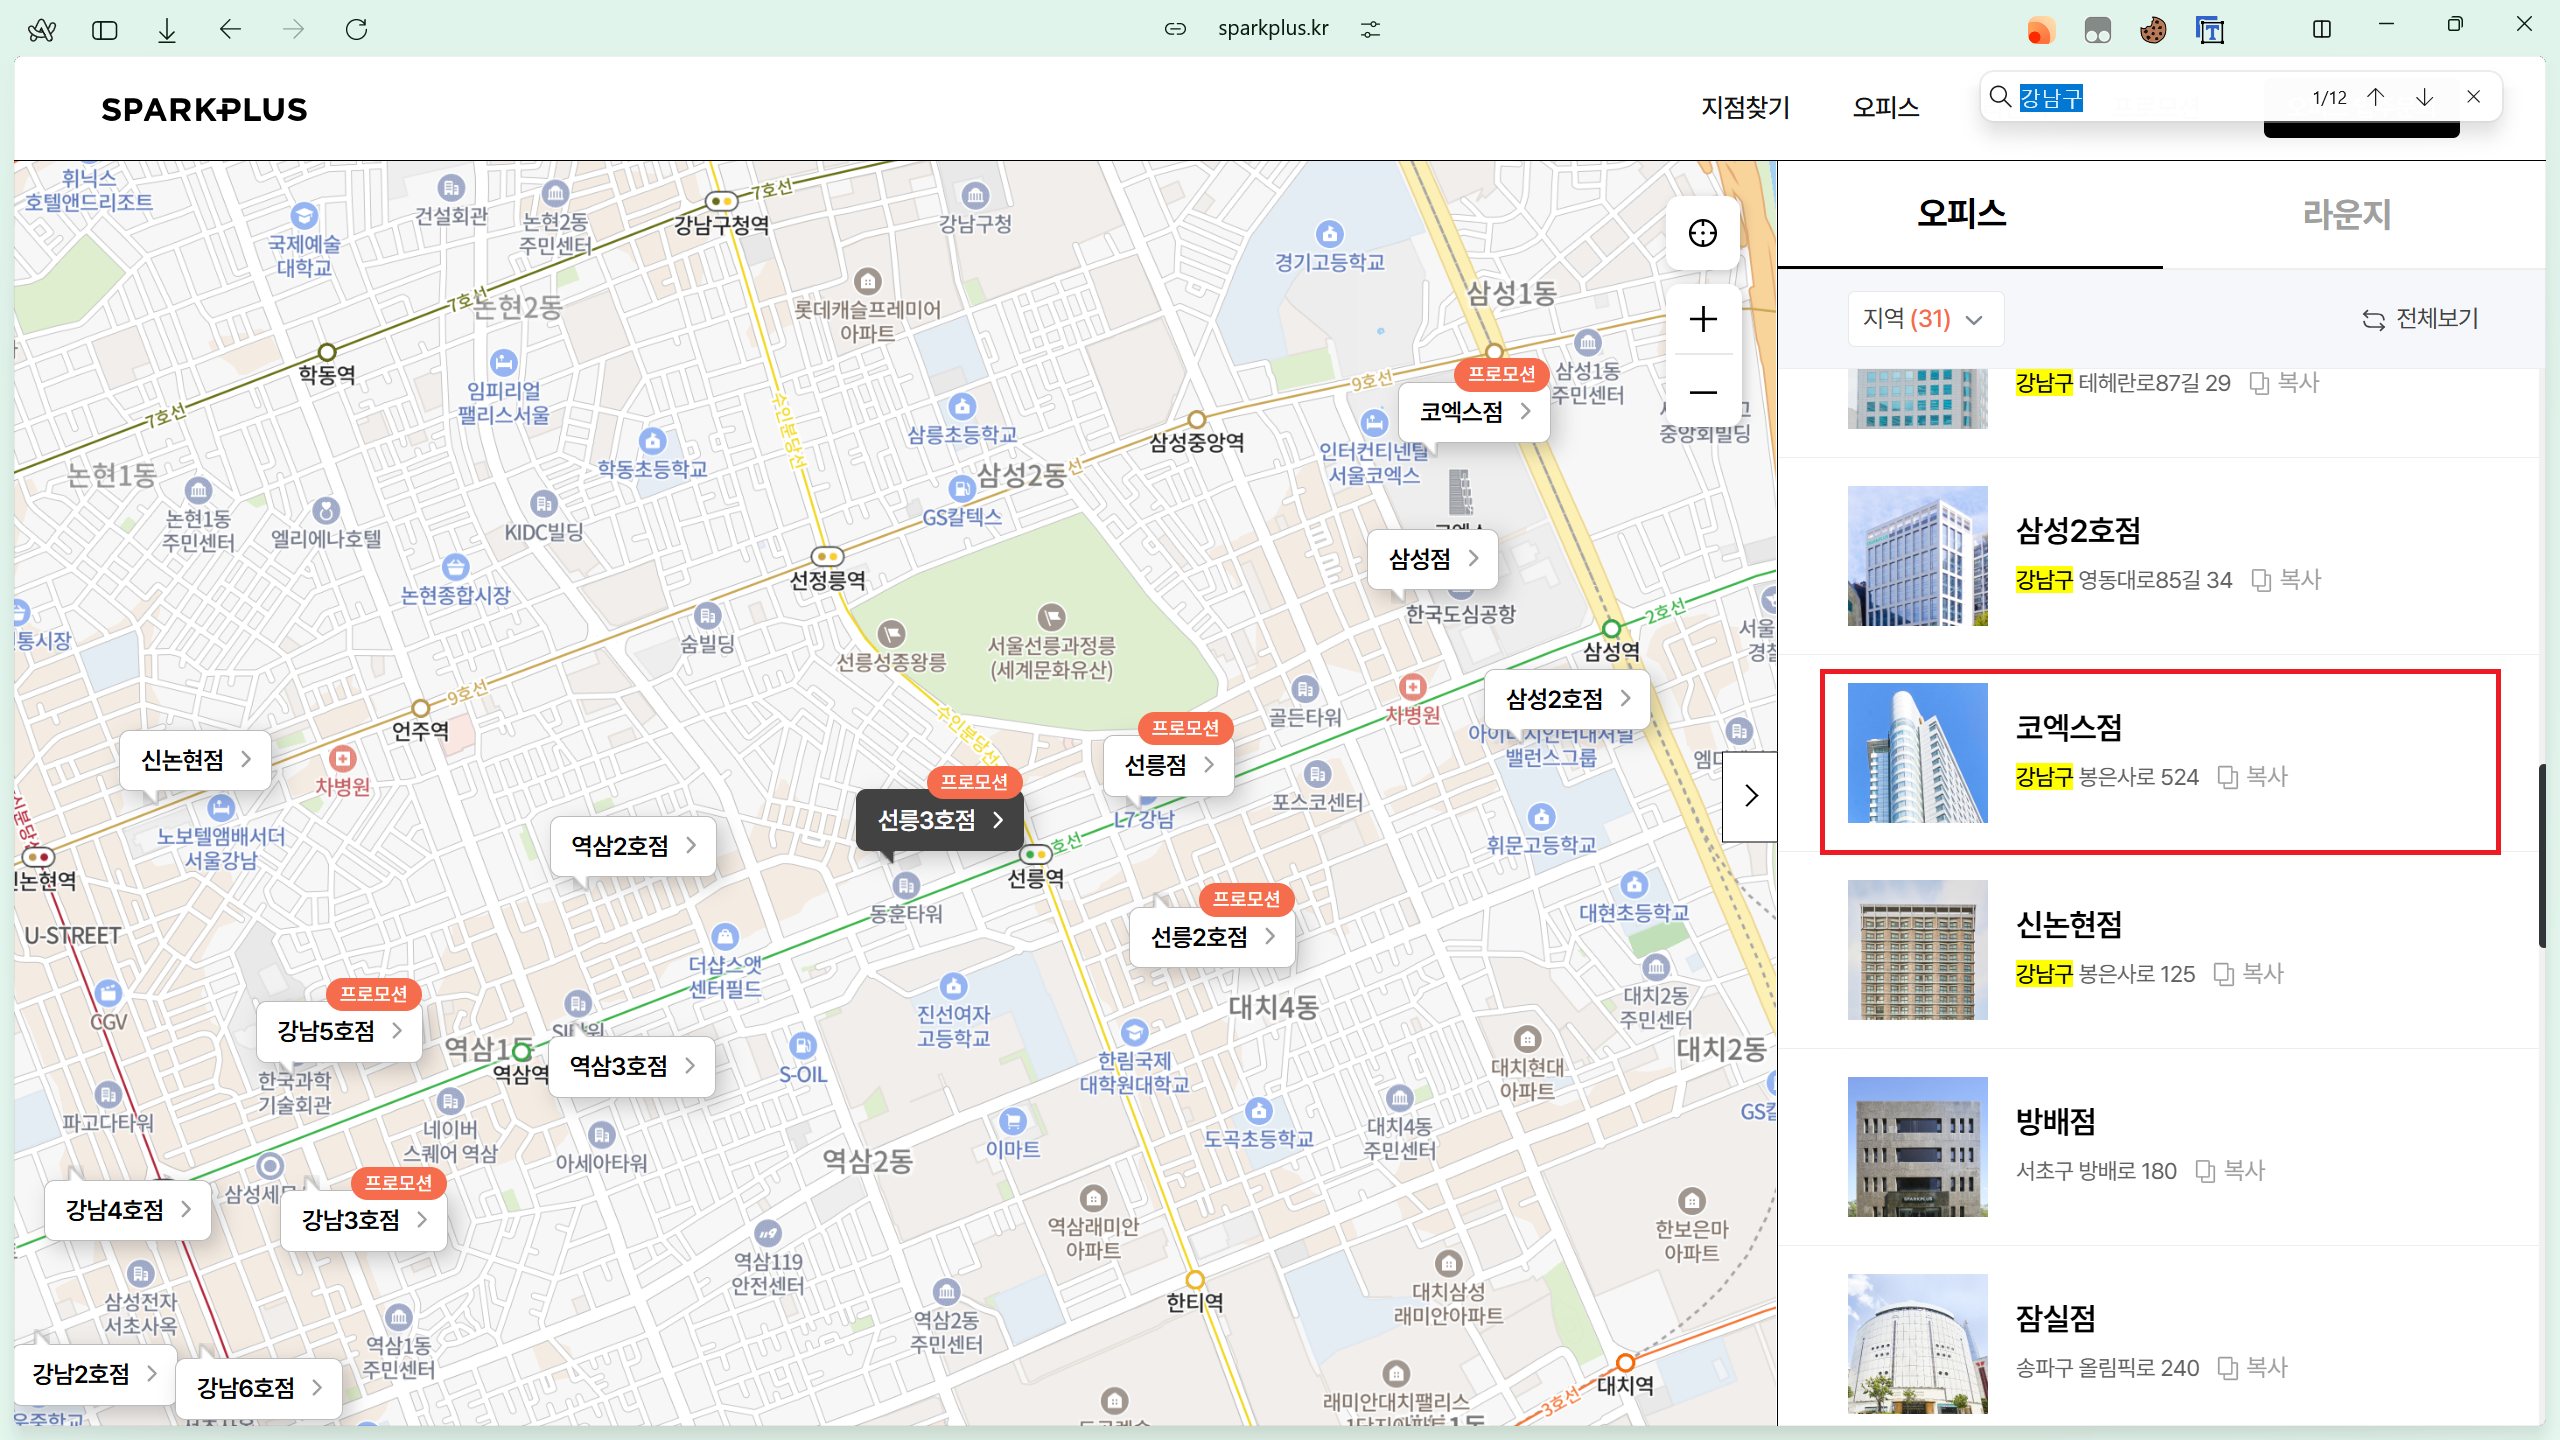 sparkplus.kr
SPARKPLUS
지점찾기
오피스
강남구
1/12
오피스
라운지
지역 (31)
전체보기
강남구 테헤란로87길 29 복사
삼성2호점
강남구 영동대로85길 34 복사
코엑스점
강남구 봉은사로 524 복사
신논현점
강남구 봉은사로 125 복사
방배점
서초구 방배로 180 복사
잠실점
송파구 올림픽로 240 복사
휘닉스
호텔앤드리조트
건설회관
논현2동
주민센터
국제예술
대학교
7호선
강남구청역
강남구청
경기고등학교
롯데캐슬프레미어
아파트
삼성1동
7호선
논현2동
학동역
임피리얼
팰리스서울
7호선
수인분당선
삼릉초등학교
삼성중앙역
9호선
프로모션
코엑스점
삼성1동
주민센터
중앙회빌딩
인터컨티넨탈
서울코엑스
논현1동
학동초등학교
삼성2동
GS칼텍스
논현1동
주민센터
엘리에나호텔
KIDC빌딩
선정릉역
삼성점
한국도심공항
논현종합시장
숨빌딩
선릉성종왕릉
서울선릉과정릉
(세계문화유산)
2호선
삼성역
삼성2호점
밸런스그룹
9호선
언주역
수인분당선
골든타워
차병원
신논현점
차병원
프로모션
선릉점
L7강남
포스코센터
노보텔앰배서더
서울강남
역삼2호점
프로모션
선릉3호점
호선
선릉역
동훈타워
휘문고등학교
대현초등학교
U-STREET
프로모션
선릉2호점
더샵스앳
센터필드
CGV
프로모션
강남5호점
한국과학
기술회관
역삼1동
역삼역
역삼3호점
S-OIL
진선여자
고등학교
대치4동
대치2동
주민센터
대치2동
한림국제
대학원대학교
대치현대
아파트
파고다타워
네이버
스퀘어 역삼
아세아타워
이마트
도곡초등학교
대치4동
주민센터
역삼2동
강남4호점
프로모션
강남3호점
역삼119
안전센터
역삼래미안
아파트
한보은마
아파트
삼성전자
서초사옥
역삼1동
주민센터
역삼2동
주민센터
한티역
대치삼성
래미안아파트
강남2호점
강남6호점
래미안대치팰리스
3호선
대치역